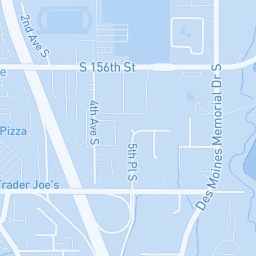 2nd Ave S
S 156th St
e
Pizza
4th Ave S
5th Pl S
Des Moines Memorial Dr S
Trader Joe's